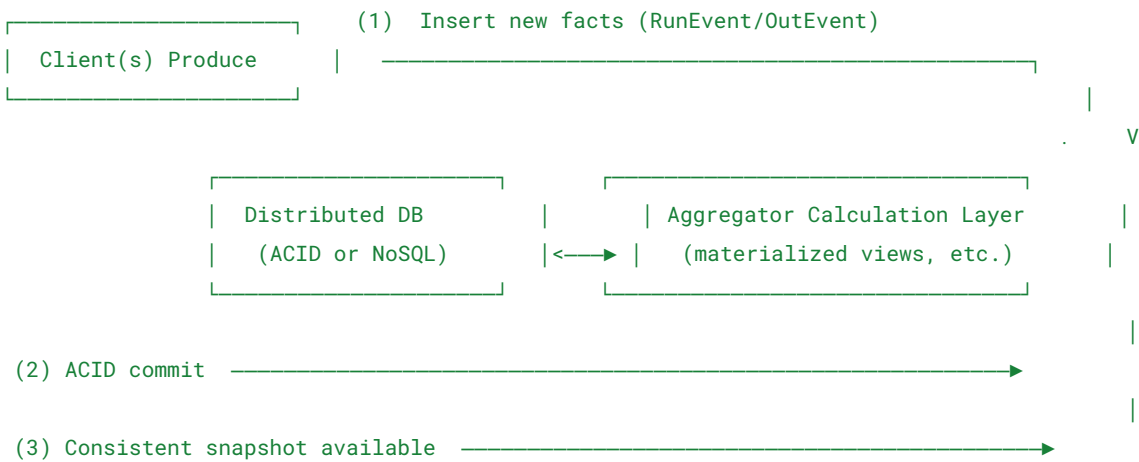 (1) Insert new facts (RunEvent/OutEvent)
Client(s) Produce
. V
Distributed DB Aggregator Calculation Layer
(ACID or NoSQL) <——▶ (materialized views, etc.)
(2) ACID commit
(3) Consistent snapshot available